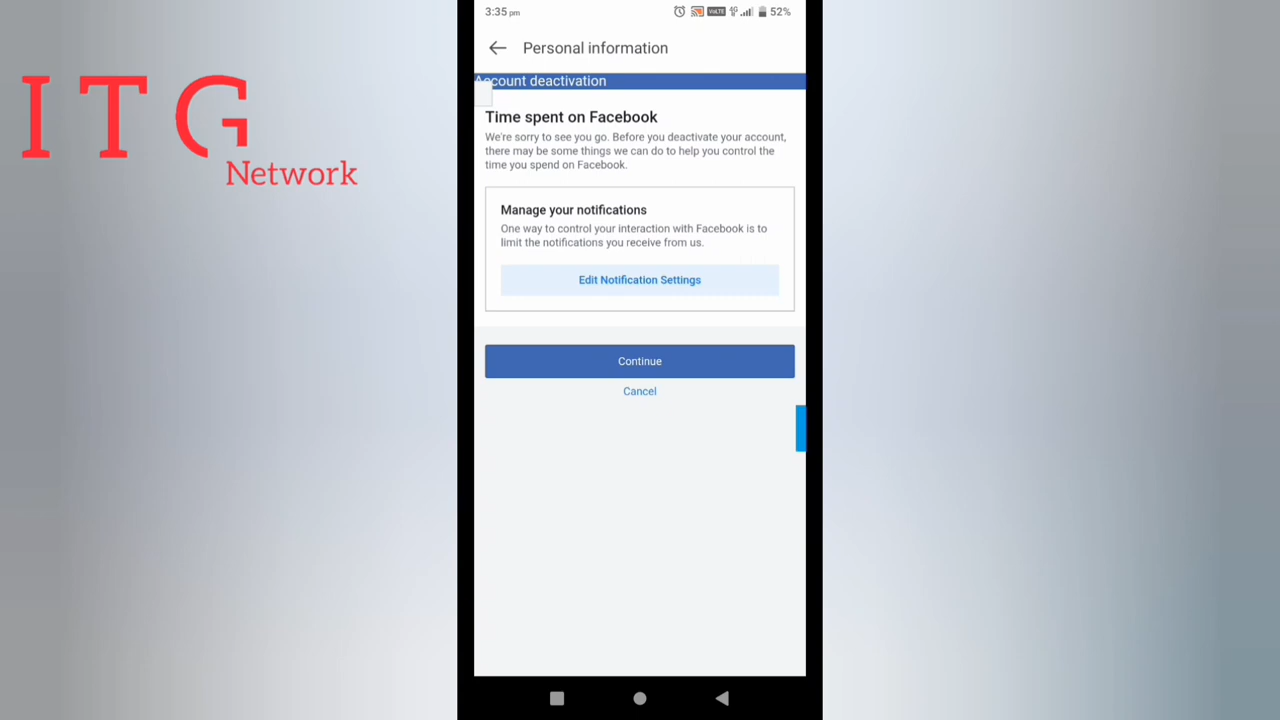 I T G
Network
3:35 pm
VoLTE
52%
Personal information
Account deactivation
Time spent on Facebook
We're sorry to see you go. Before you deactivate your account,
there may be some things we can do to help you control the
time you spend on Facebook.
Manage your notifications
One way to control your interaction with Facebook is to
limit the notifications you receive from us.
Edit Notification Settings
Continue
Cancel